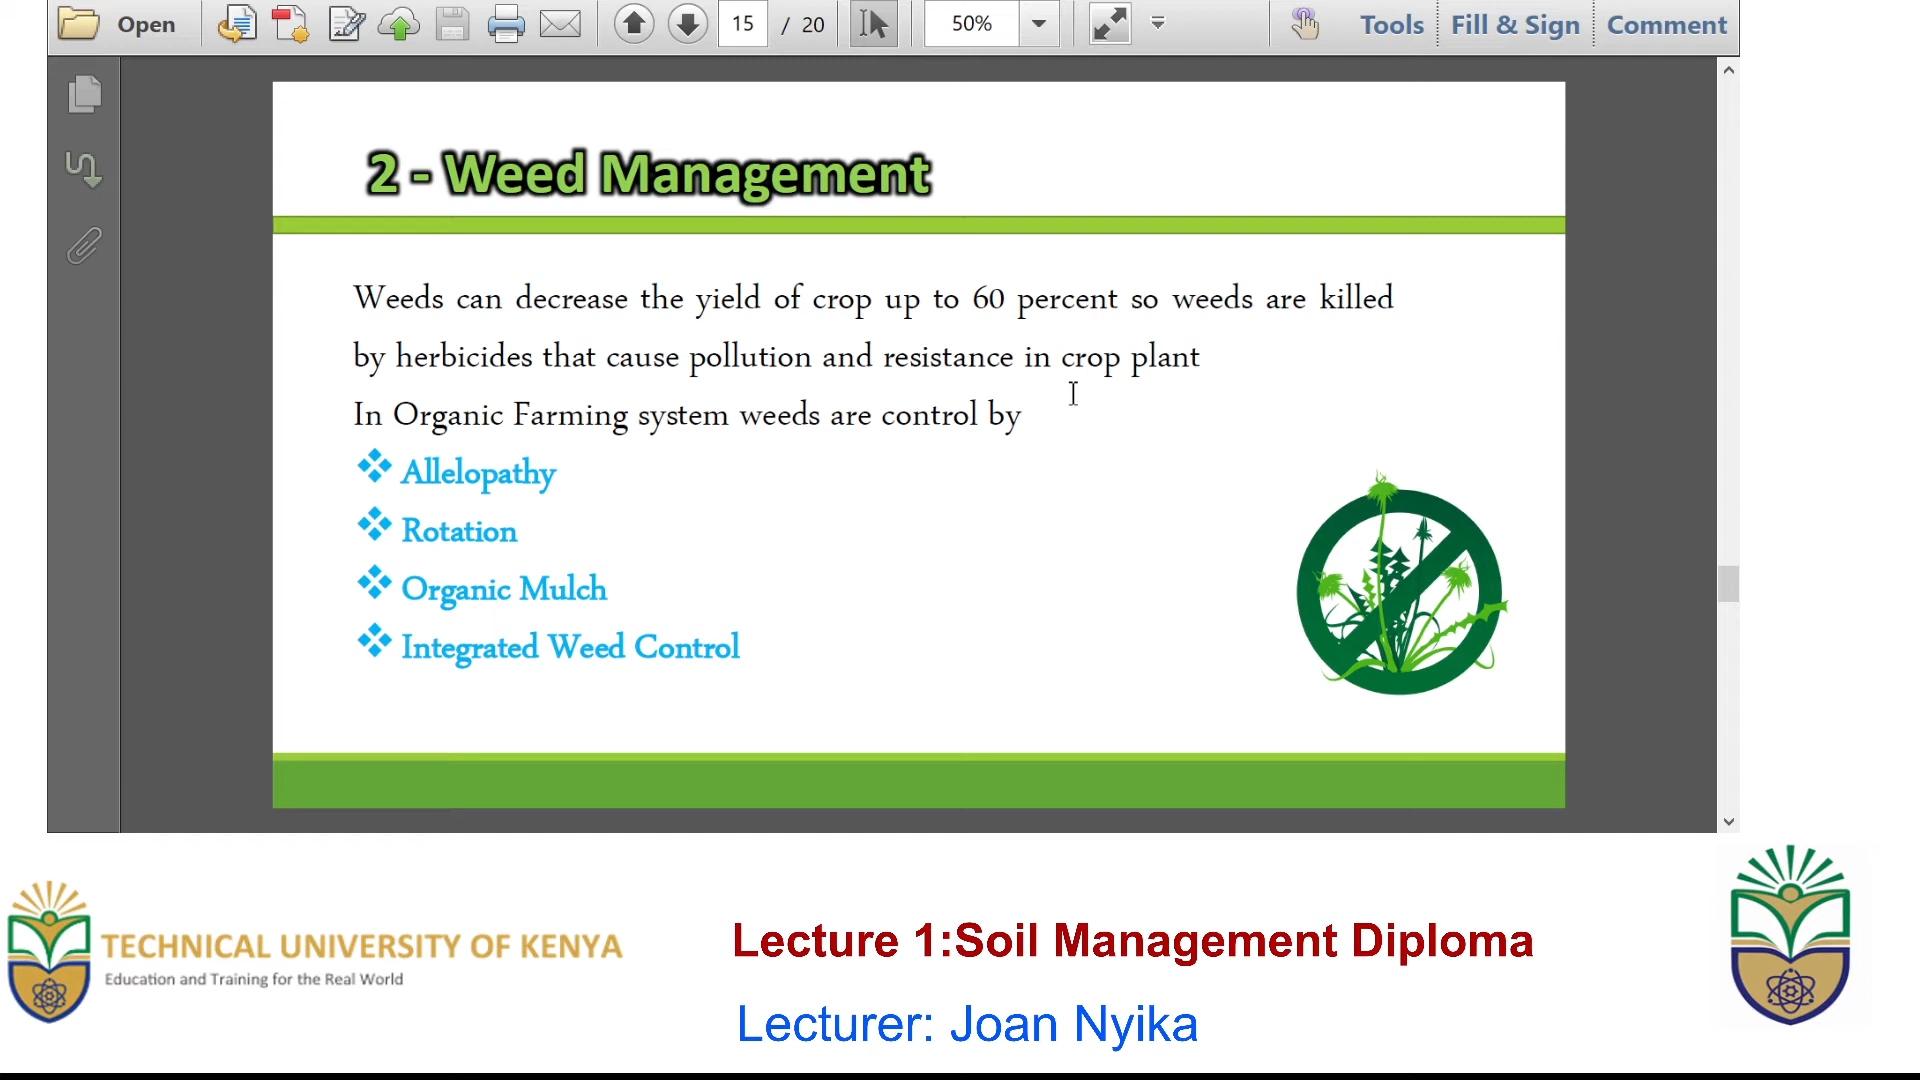 Open
15 / 20
50%
Tools
Fill & Sign
Comment
2 - Weed Management
Weeds can decrease the yield of crop up to 60 percent so weeds are killed
by herbicides that cause pollution and resistance in crop plant
In Organic Farming system weeds are control by
❖ Allelopathy
❖ Rotation
❖ Organic Mulch
❖ Integrated Weed Control
TECHNICAL UNIVERSITY OF KENYA
Education and Training for the Real World
Lecture 1:Soil Management Diploma
Lecturer: Joan Nyika